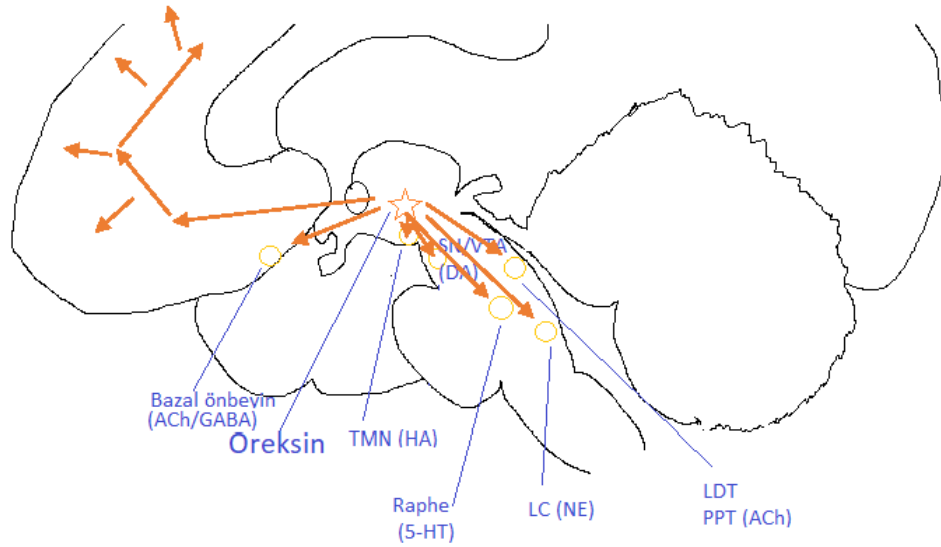 SN/VTA
(DA)
Bazal önbeyin
(ACh/GABA)
Öreksin
TMN (HA)
Raphe
(5-HT)
LC (NE)
LDT
PPT (ACh)